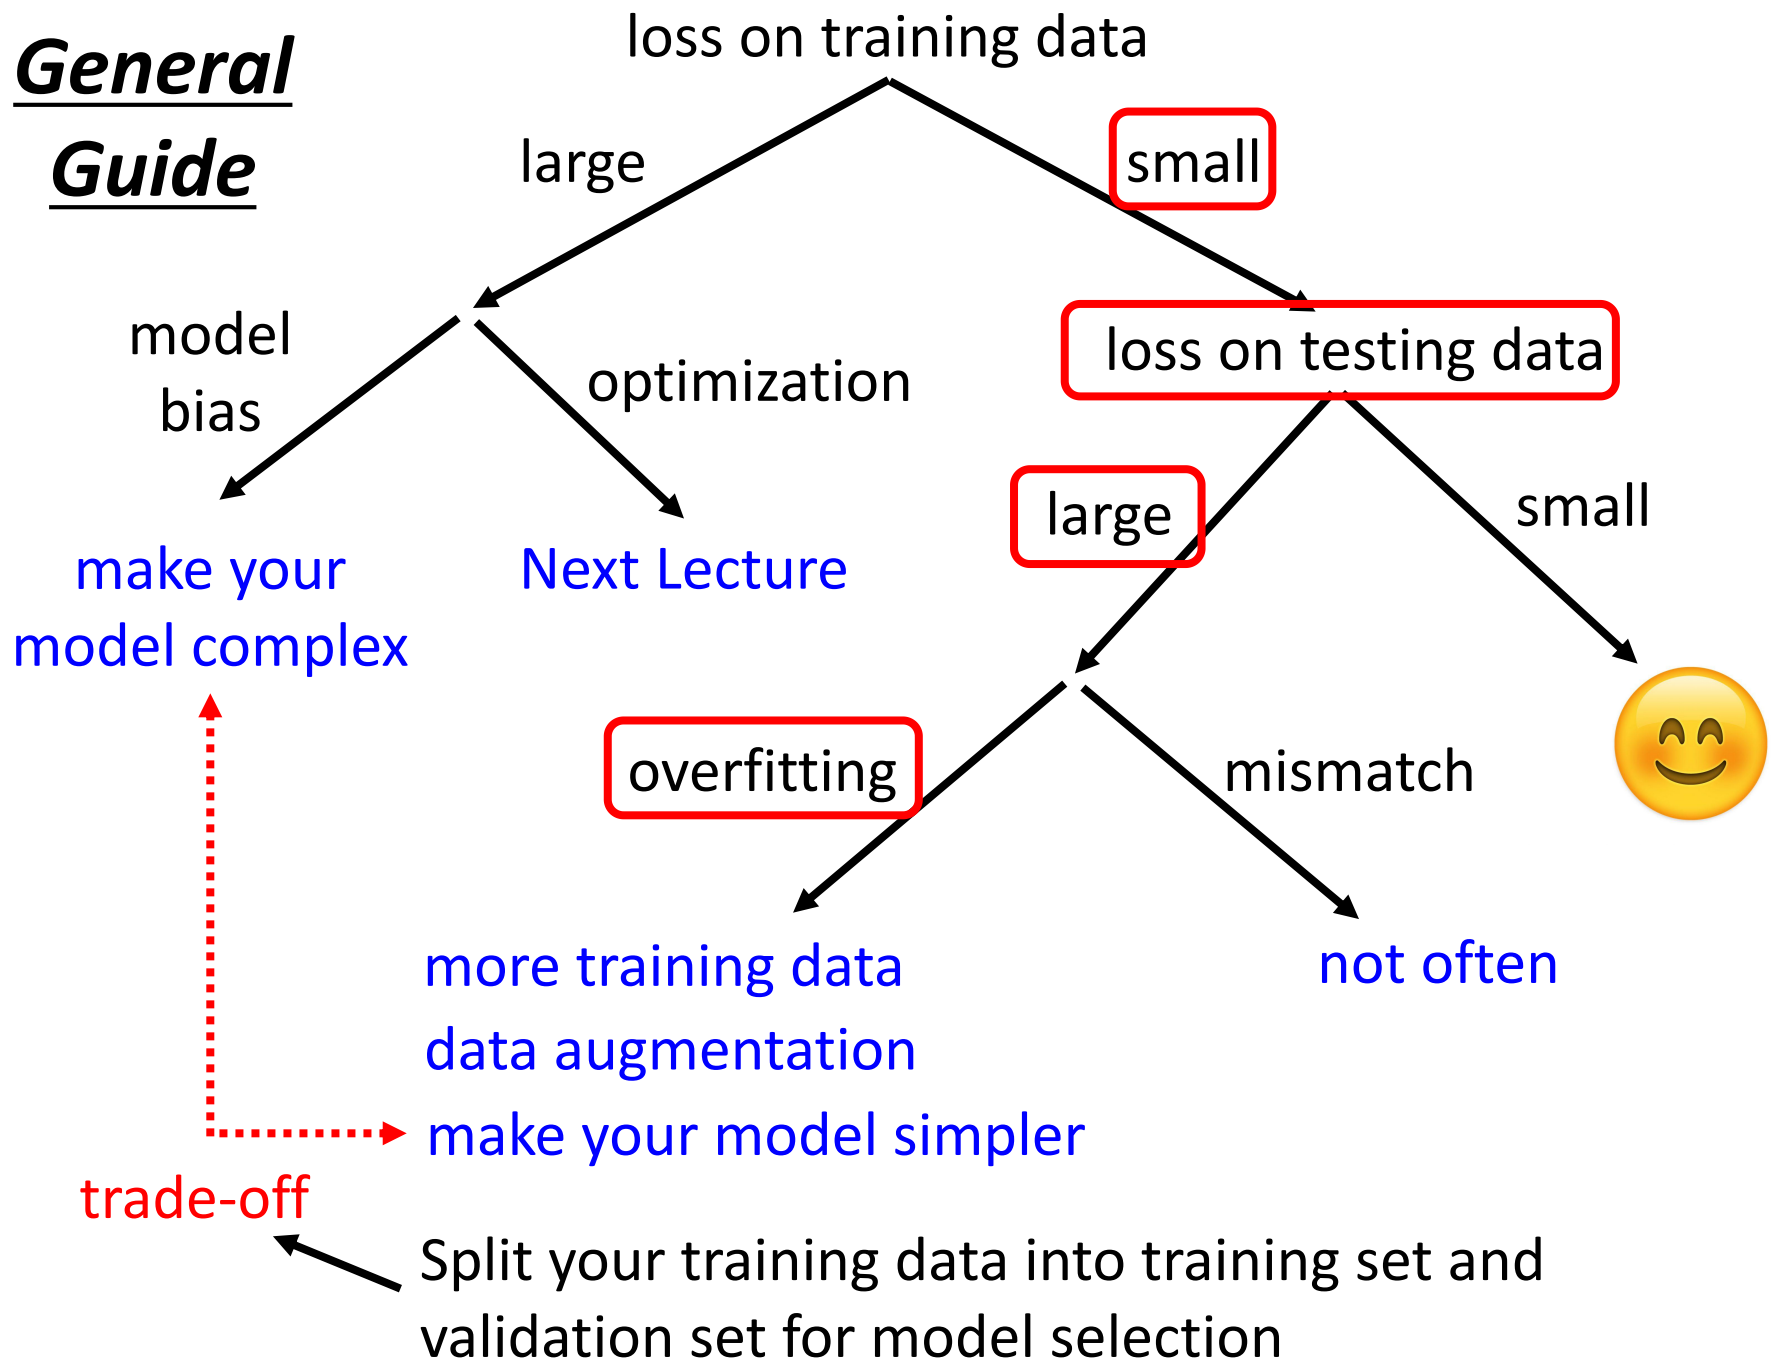 General
Guide
loss on training data
large
small
model
bias
optimization
loss on testing data
large
small
make your
model complex
Next Lecture
overfitting
mismatch
more training data
data augmentation
make your model simpler
not often
trade-off
Split your training data into training set and
validation set for model selection